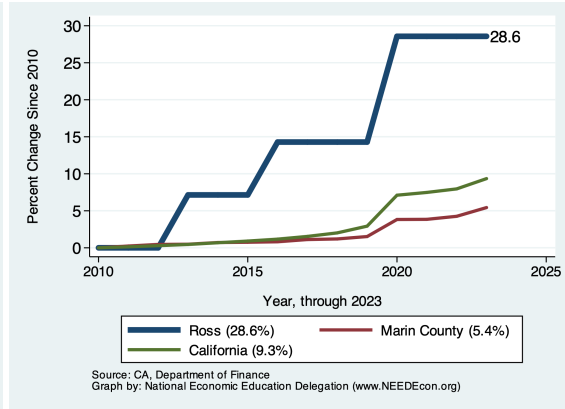 Percent Change Since 2010
30
25
20
15
10
5
0
28.6
2010
2015
2020
2025
Year, through 2023
Ross (28.6%)
Marin County (5.4%)
California (9.3%)
Source: CA, Department of Finance
Graph by: National Economic Education Delegation (www.NEEDEcon.org)